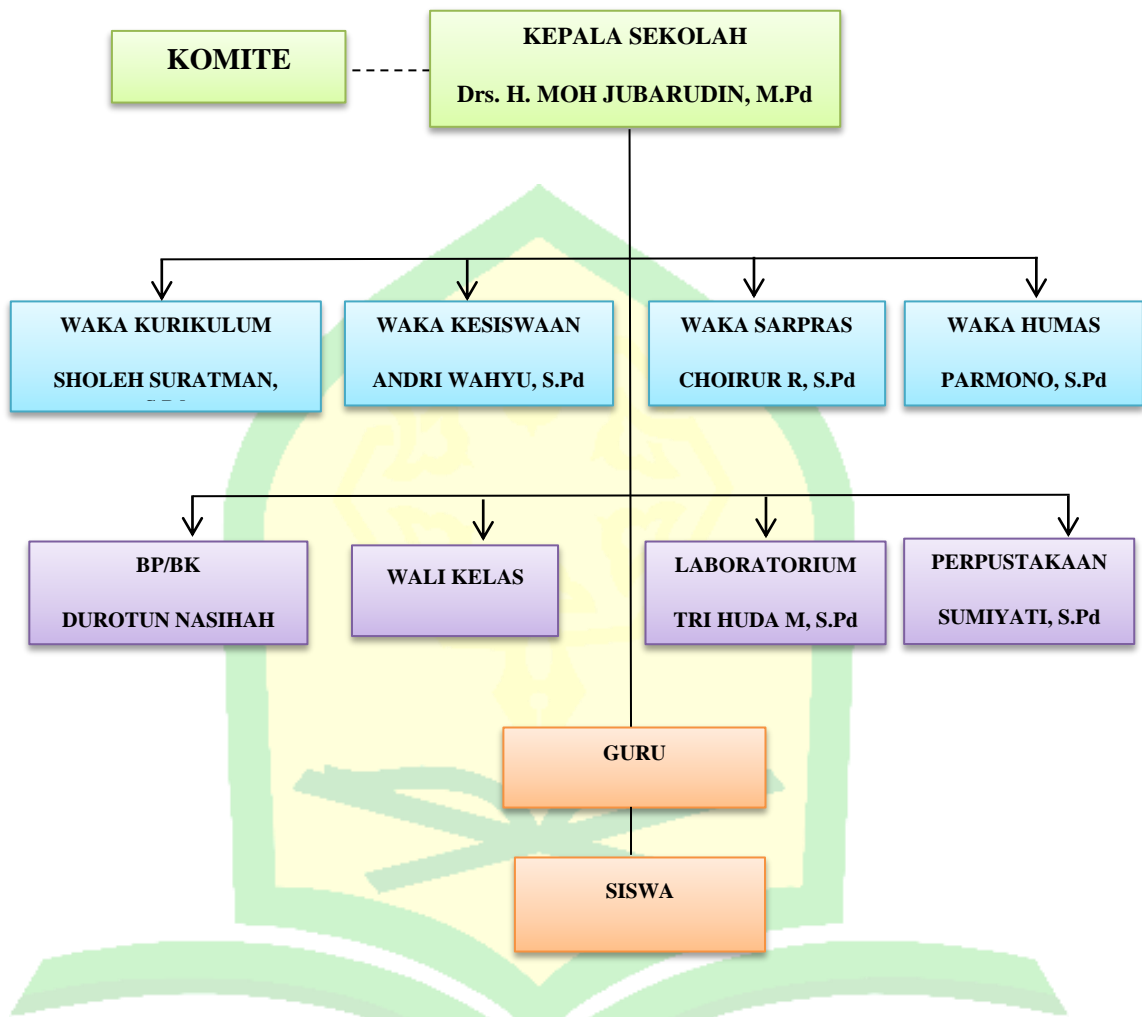 KOMITE
KEPALA SEKOLAH
Drs. H. MOH JUBARUDIN, M.Pd
WAKA KURIKULUM
SHOLEH SURATMAN,
WAKA KESISWAAN
ANDRI WAHYU, S.Pd
WAKA SARPRAS
CHOIRUR R, S.Pd
WAKA HUMAS
PARMONO, S.Pd
BP/BK
DUROTUN NASIHAH
WALI KELAS
LABORATORIUM
TRI HUDA M, S.Pd
PERPUSTAKAAN
SUMIYATI, S.Pd
GURU
SISWA